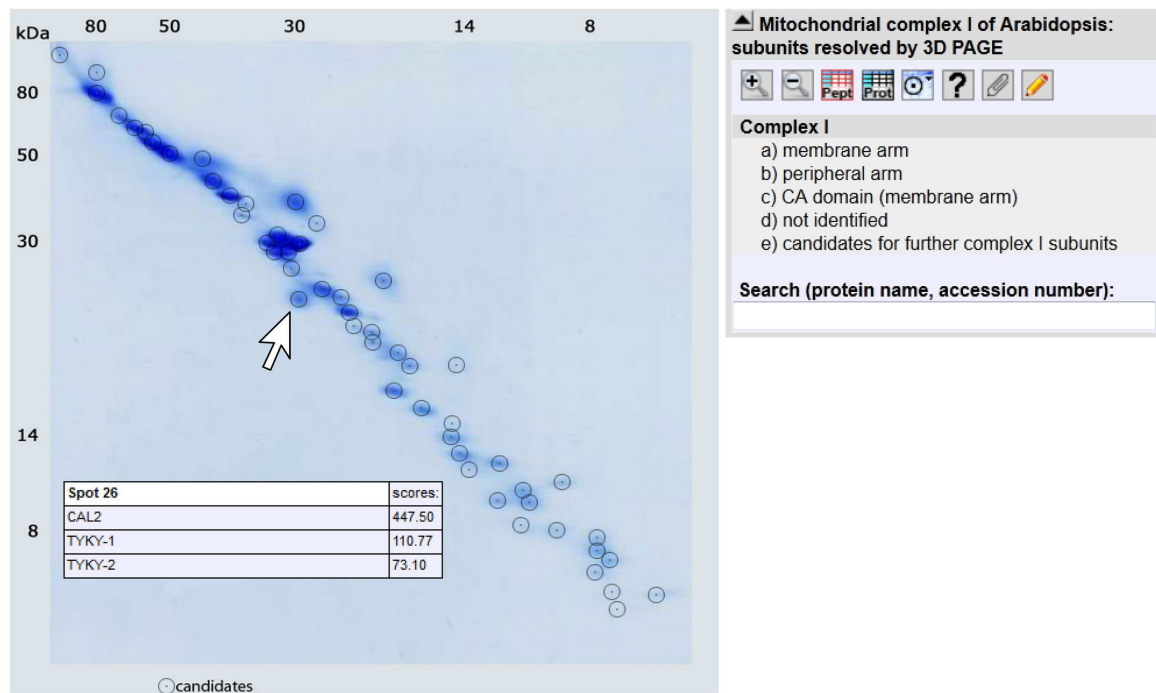 kDa
80 50 30 14 8
80
50
30
14
8
Spot 26 scores:
CAL2 447.50
TYKY-1 110.77
TYKY-2 73.10
candidates
Mitochondrial complex I of Arabidopsis:
subunits resolved by 3D PAGE
Pept Prot ?
Complex I
a) membrane arm
b) peripheral arm
c) CA domain (membrane arm)
d) not identified
e) candidates for further complex I subunits
Search (protein name, accession number):